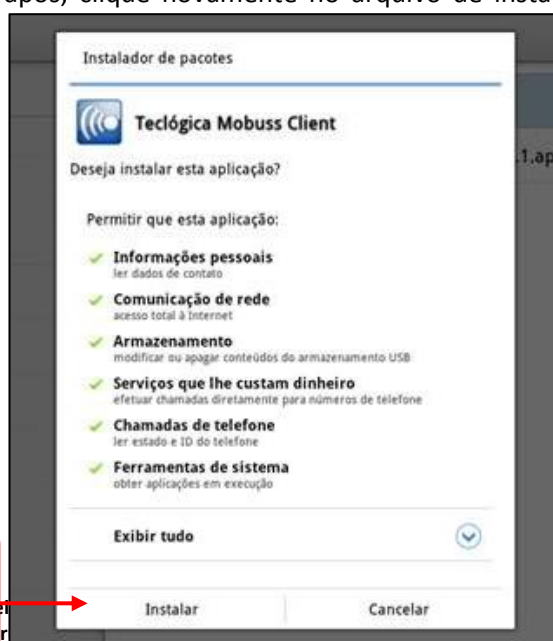 após, clique novamente no arquivo de insta
Instalador de pacotes
Teclógica Mobuss Client
.1.ap
Deseja instalar esta aplicação?
Permitir que esta aplicação:
Informações pessoais
ler dados de contato
Comunicação de rede
acesso total à Internet
Armazenamento
modificar ou apagar conteúdos do armazenamento USB
Serviços que lhe custam dinheiro
efetuar chamadas diretamente para números de telefone
Chamadas de telefone
ler estado e ID do telefone
Ferramentas de sistema
obter aplicações em execução
Exibir tudo
Instalar Cancelar